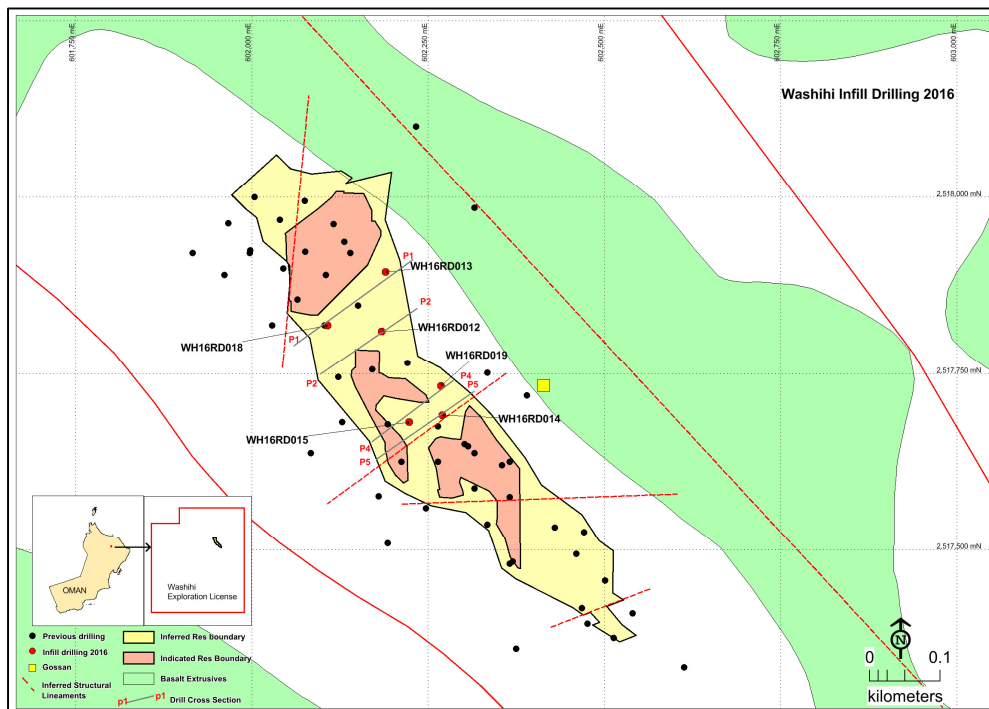 601,750 mE
602,000 mE
602,250 mE
602,500 mE
602,750 mE
603,000 mE
Washihi Infill Drilling 2016
2,518,000 mN
P1
WH16RD013
P2
WH16RD012
WH16RD018
P1
WH16RD019
2,517,750 mN
P2
P4
P5
WH16RD014
WH16RD015
P4
P5
2,517,500 mN
OMAN
Washihi
Exploration License
Previous drilling
Inferred Res boundary
Infill drilling 2016
Indicated Res Boundary
Gossan
Basalt Extrusives
Inferred Structural
Lineaments
p1 p1 Drill Cross Section
N
0 0.1
kilometers